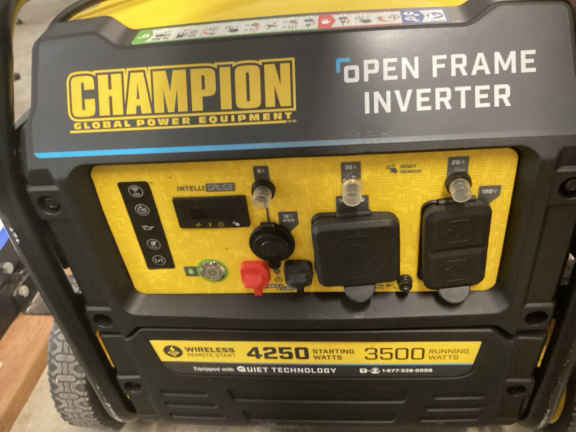 CHAMPION
GLOBAL POWER EQUIPMENT
OPEN FRAME
INVERTER
INTELLIGAUGE
WIRELESS
REMOTE START
4250 STARTING
WATTS
3500 RUNNING
WATTS
Equipped with QUIET TECHNOLOGY